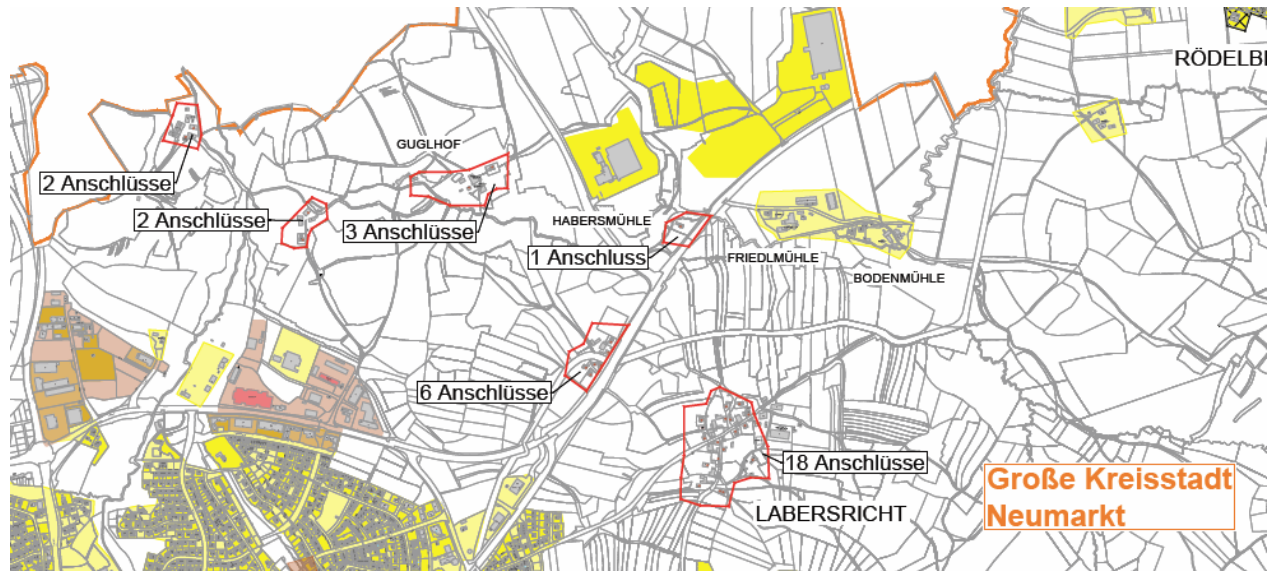 RÖDELB
GUGLHOF
2 Anschlüsse
2 Anschlüsse
3 Anschlüsse
HABERSMÜHLE
1 Anschluss
FRIEDLMÜHLE
BODENMÜHLE
6 Anschlüsse
18 Anschlüsse
LABERSRICHT
Große Kreisstadt
Neumarkt